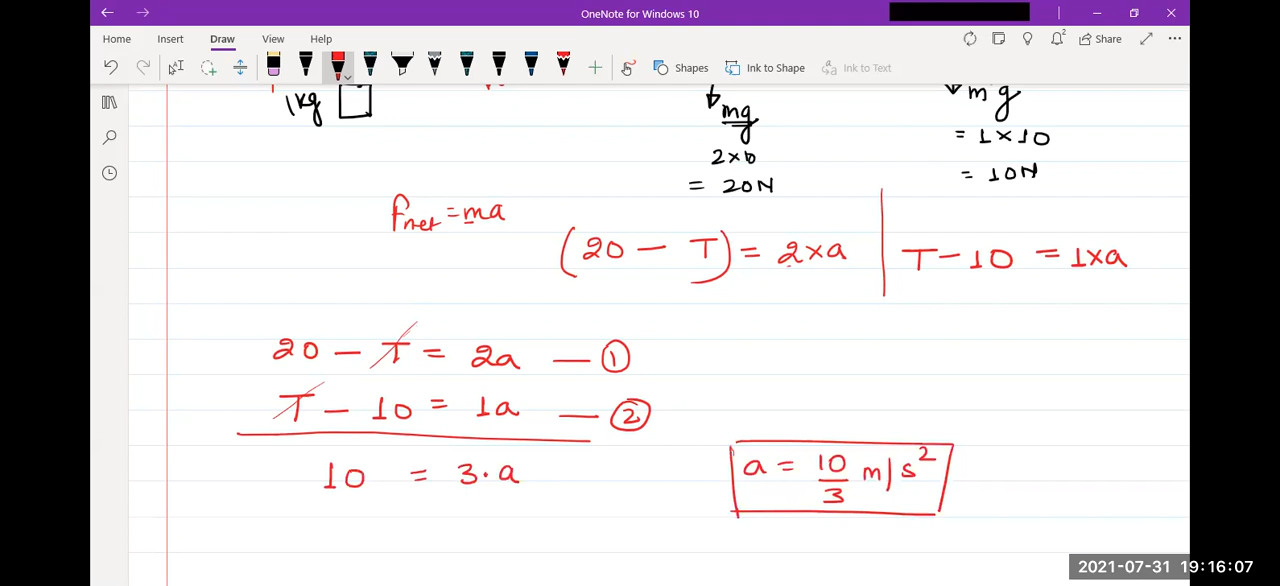 OneNote for Windows 10
Home Insert Draw View Help
Share
Shapes Ink to Shape Ink to Text
1kg
mg
2×10
= 20N
mg
= 1×10
= 10N
Fnet = ma
(20 - T) = 2×a
T - 10 = 1×a
20 - T = 2a — ①
T - 10 = 1a — ②
10 = 3·a
a = 10/3 m/s²
2021-07-31 19:16:07